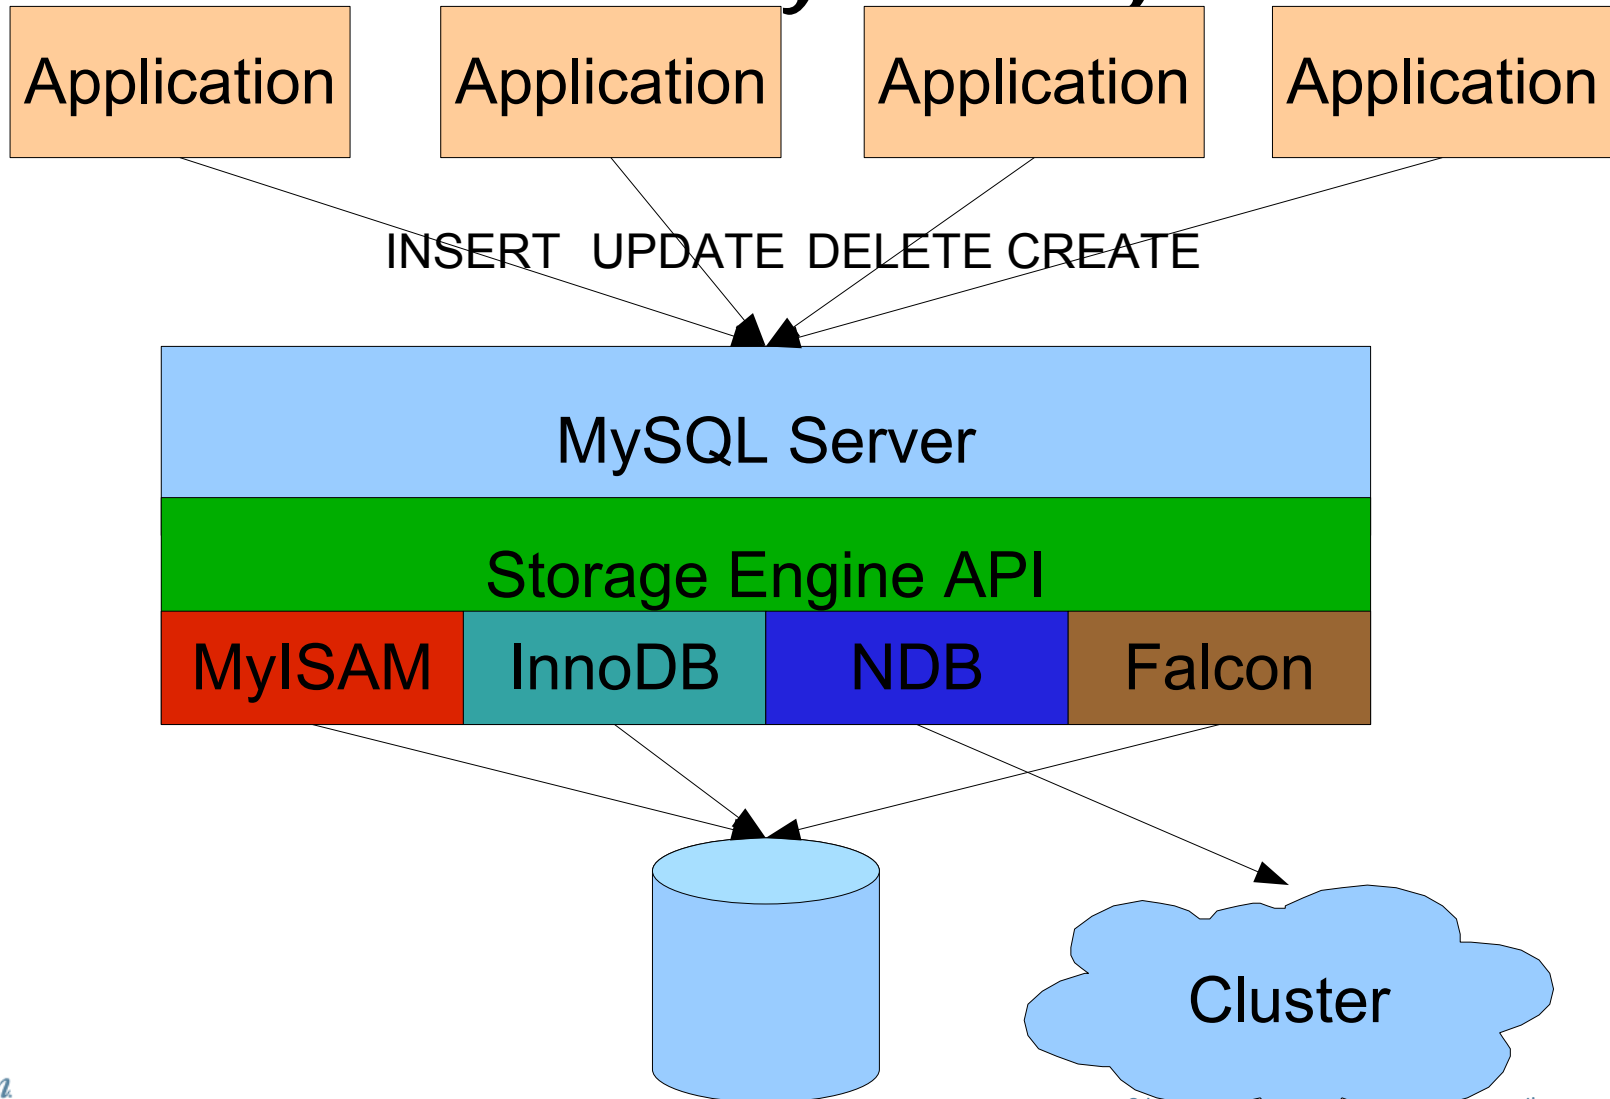 Application Application Application Application
INSERT UPDATE DELETE CREATE
MySQL Server
Storage Engine API
MyISAM InnoDB NDB Falcon
Cluster